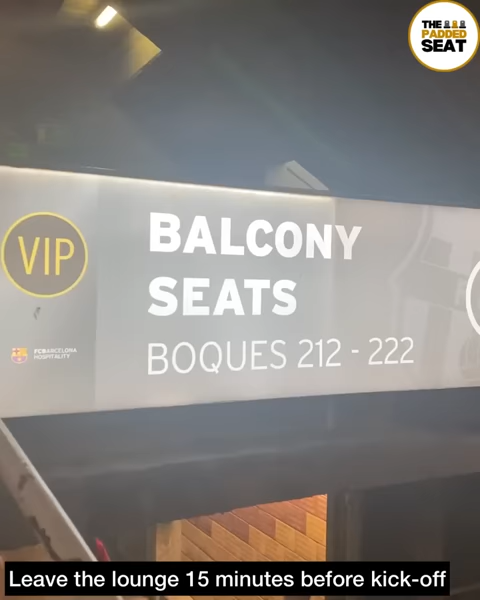 THE
PADDED
SEAT
VIP
BALCONY
SEATS
BOQUES 212 - 222
FCBARCELONA
HOSPITALITY
Leave the lounge 15 minutes before kick-off